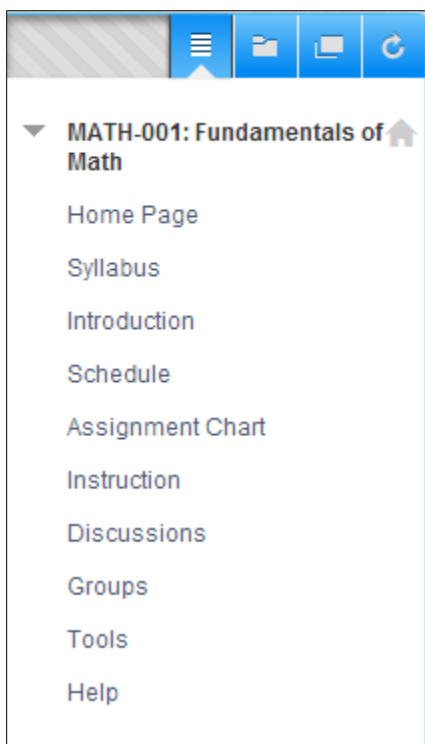 MATH-001: Fundamentals of
Math
Home Page
Syllabus
Introduction
Schedule
Assignment Chart
Instruction
Discussions
Groups
Tools
Help